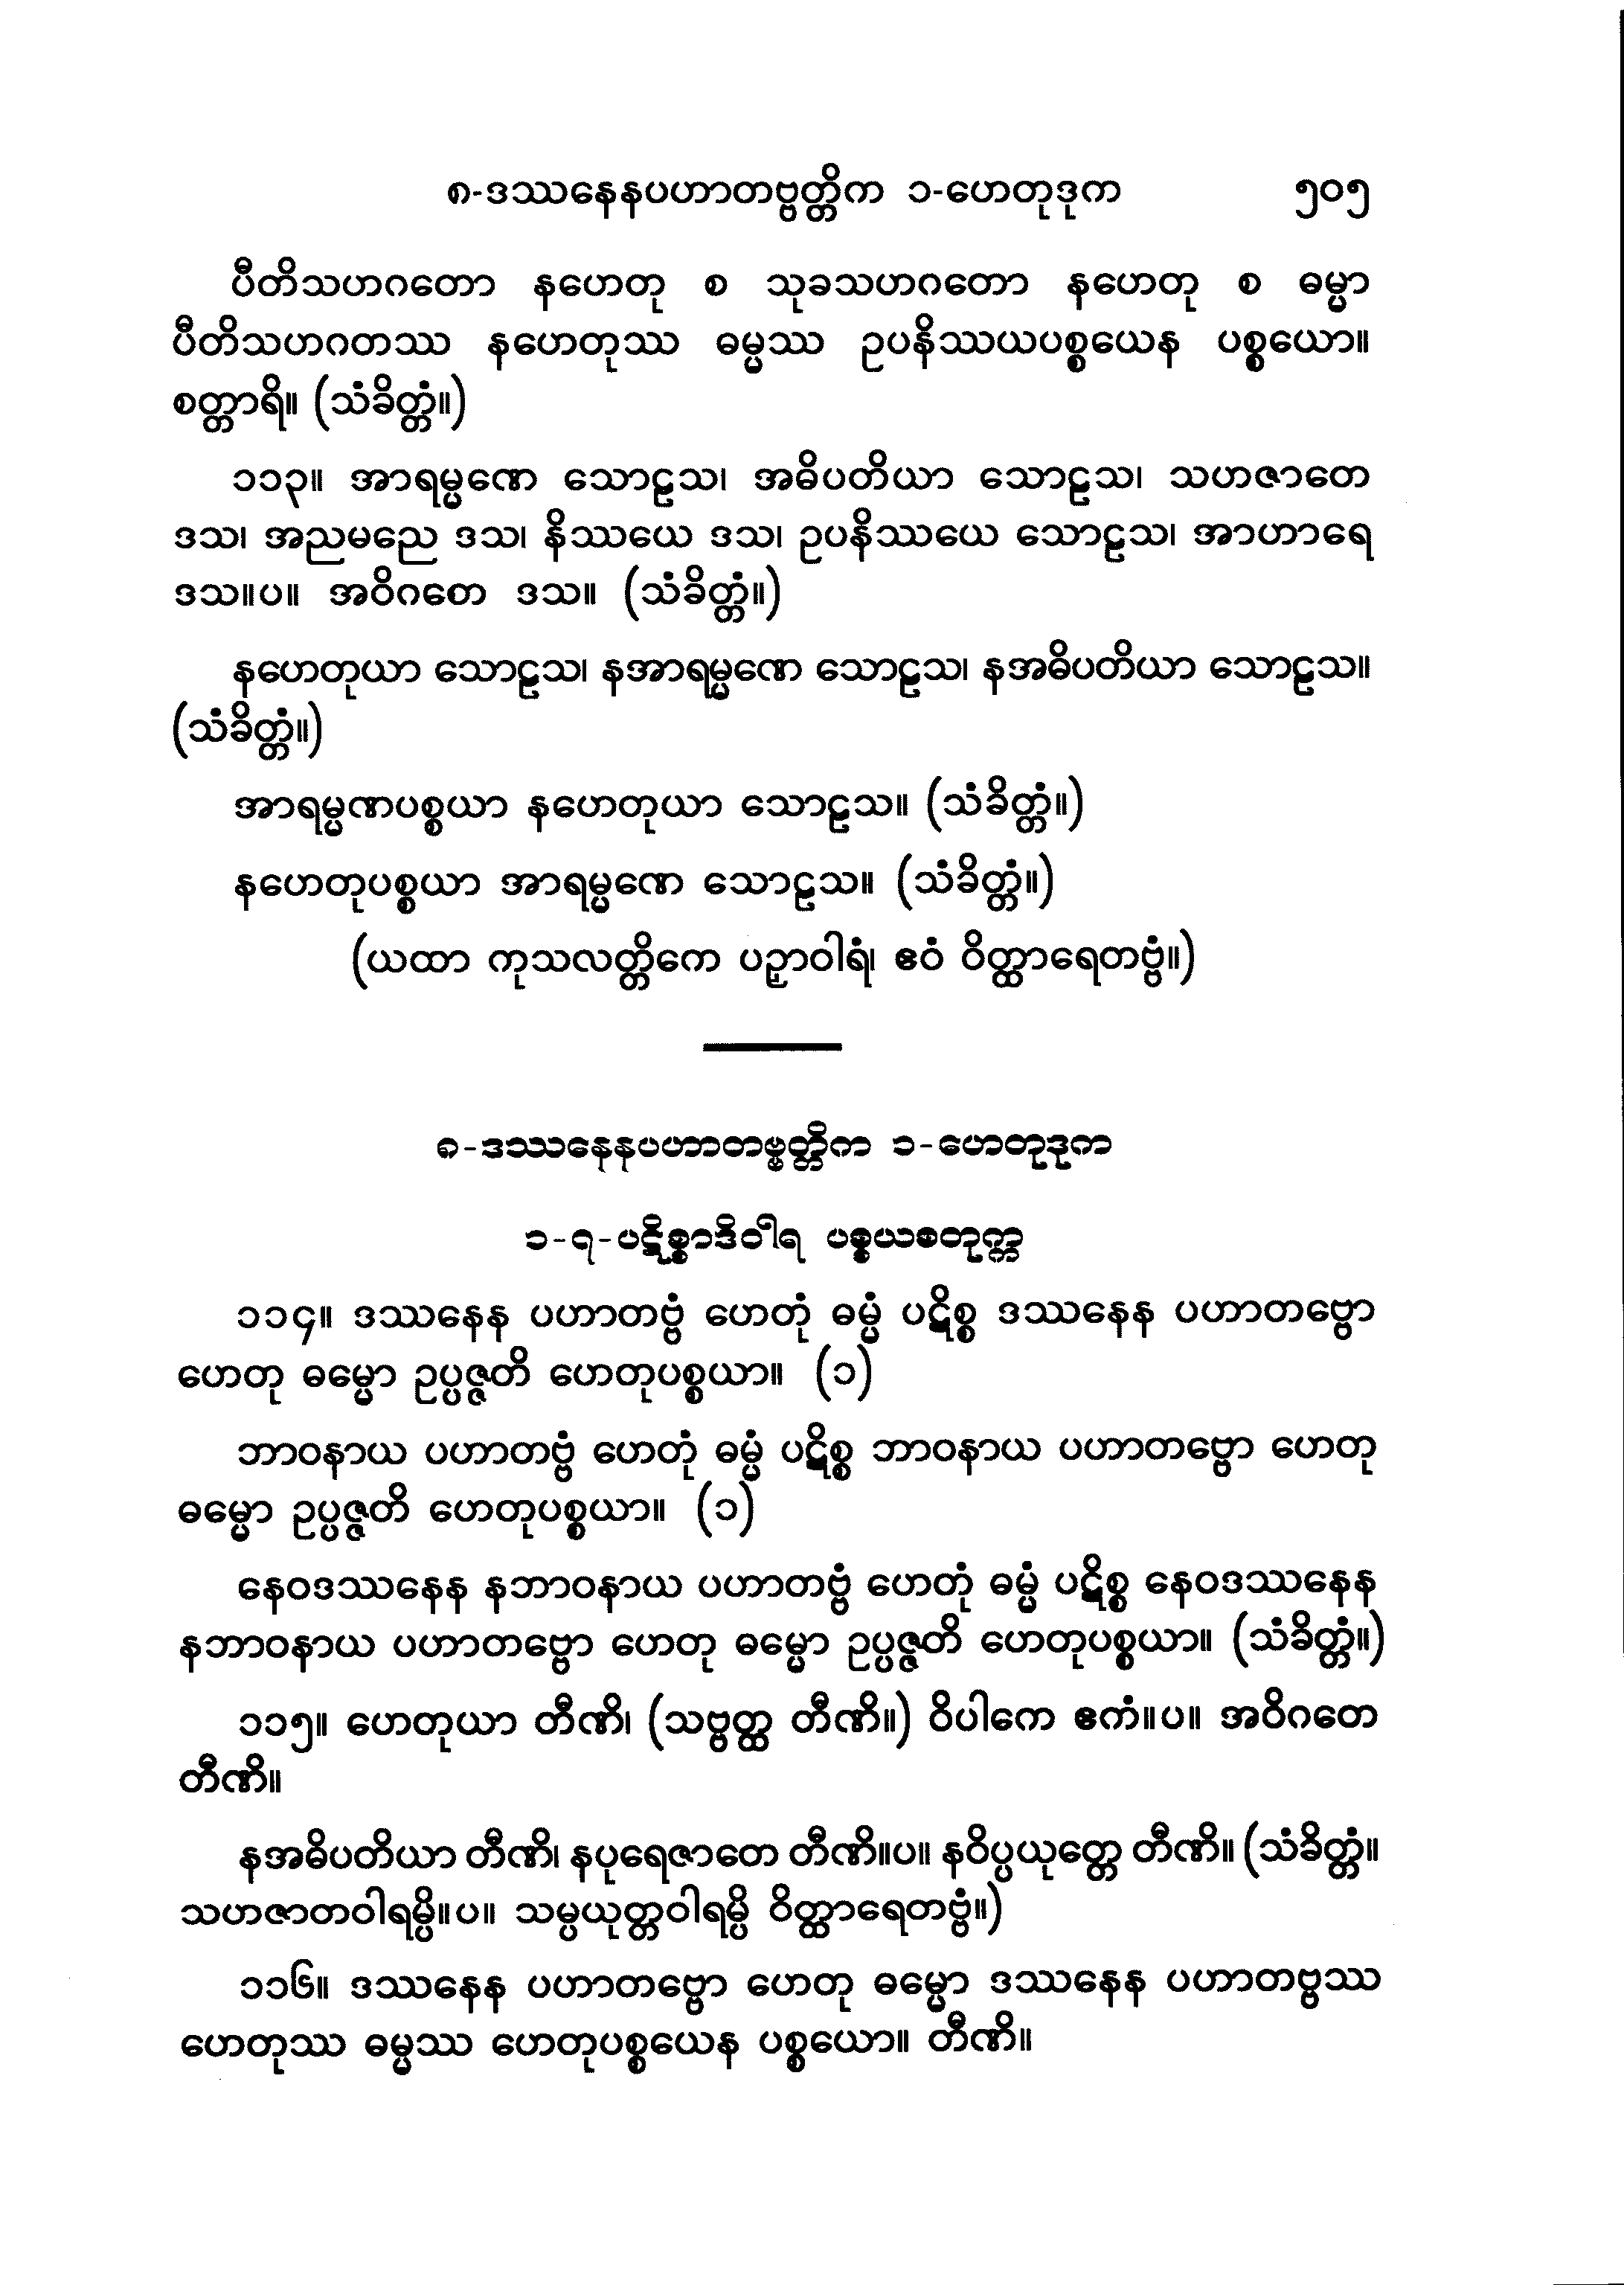 ၈-ဒဿနေနပဟာတဗ္ဗတ္တိက ၁-ဟေတုဒုက ၅၀၅
ပီတိသဟဂတော နဟေတု စ သုခသဟဂတော နဟေတု စ ဓမ္မာ
ပီတိသဟဂတဿ နဟေတုဿ ဓမ္မဿ ဥပနိဿယပစ္စယေန ပစ္စယော။
စတ္တာရိ။ (သံခိတ္တံ။)
၁၁၃။ အာရမ္မဏေ သောဠသ၊ အဓိပတိယာ သောဠသ၊ သဟဇာတေ
ဒသ၊ အညမညေ ဒသ၊ နိဿယေ ဒသ၊ ဥပနိဿယေ သောဠသ၊ အာဟာရေ
ဒသ။ပ။ အဝိဂတေ ဒသ။ (သံခိတ္တံ။)
နဟေတုယာ သောဠသ၊ နအာရမ္မဏေ သောဠသ၊ နအဓိပတိယာ သောဠသ။
(သံခိတ္တံ။)
အာရမ္မဏပစ္စယာ နဟေတုယာ သောဠသ။ (သံခိတ္တံ။)
နဟေတုပစ္စယာ အာရမ္မဏေ သောဠသ။ (သံခိတ္တံ။)
(ယထာ ကုသလတ္တိကေ ပဉှာဝါရံ၊ ဧဝံ ဝိတ္ထာရေတဗ္ဗံ။)
၈-ဒဿနေနပဟာတဗ္ဗတ္တိက ၁-ဟေတုဒုက
၁-၇-ပဋိစ္စာဒိဝါရ ပစ္စယစတုက္က
၁၁၄။ ဒဿနေန ပဟာတဗ္ဗံ ဟေတုံ ဓမ္မံ ပဋိစ္စ ဒဿနေန ပဟာတဗ္ဗော
ဟေတု ဓမ္မော ဥပ္ပဇ္ဇတိ ဟေတုပစ္စယာ။ (၁)
ဘာဝနာယ ပဟာတဗ္ဗံ ဟေတုံ ဓမ္မံ ပဋိစ္စ ဘာဝနာယ ပဟာတဗ္ဗော ဟေတု
ဓမ္မော ဥပ္ပဇ္ဇတိ ဟေတုပစ္စယာ။ (၁)
နေဝဒဿနေန နဘာဝနာယ ပဟာတဗ္ဗံ ဟေတုံ ဓမ္မံ ပဋိစ္စ နေဝဒဿနေန
နဘာဝနာယ ပဟာတဗ္ဗော ဟေတု ဓမ္မော ဥပ္ပဇ္ဇတိ ဟေတုပစ္စယာ။ (သံခိတ္တံ။)
၁၁၅။ ဟေတုယာ တီဏိ၊ (သဗ္ဗတ္ထ တီဏိ။) ဝိပါကေ ဧကံ။ပ။ အဝိဂတေ
တီဏိ။
နအဓိပတိယာ တီဏိ၊ နပုရေဇာတေ တီဏိ။ပ။ နဝိပ္ပယုတ္တေ တီဏိ။ (သံခိတ္တံ။
သဟဇာတဝါရမ္ပိ။ပ။ သမ္ပယုတ္တဝါရမ္ပိ ဝိတ္ထာရေတဗ္ဗံ။)
၁၁၆။ ဒဿနေန ပဟာတဗ္ဗော ဟေတု ဓမ္မော ဒဿနေန ပဟာတဗ္ဗဿ
ဟေတုဿ ဓမ္မဿ ဟေတုပစ္စယေန ပစ္စယော။ တီဏိ။